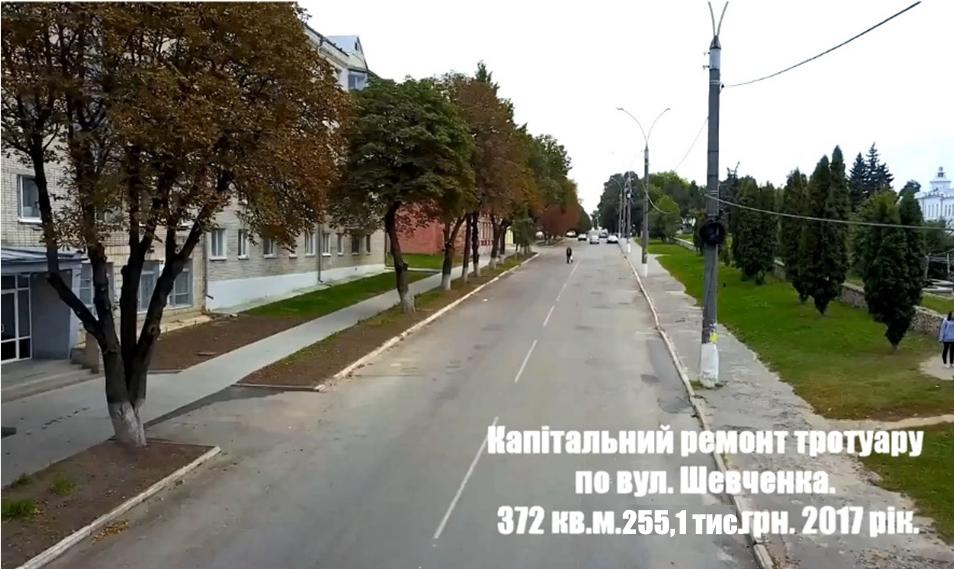 Капітальний ремонт тротуару
по вул. Шевченка.
372 кв.м.255,1 тис.грн. 2017 рік.